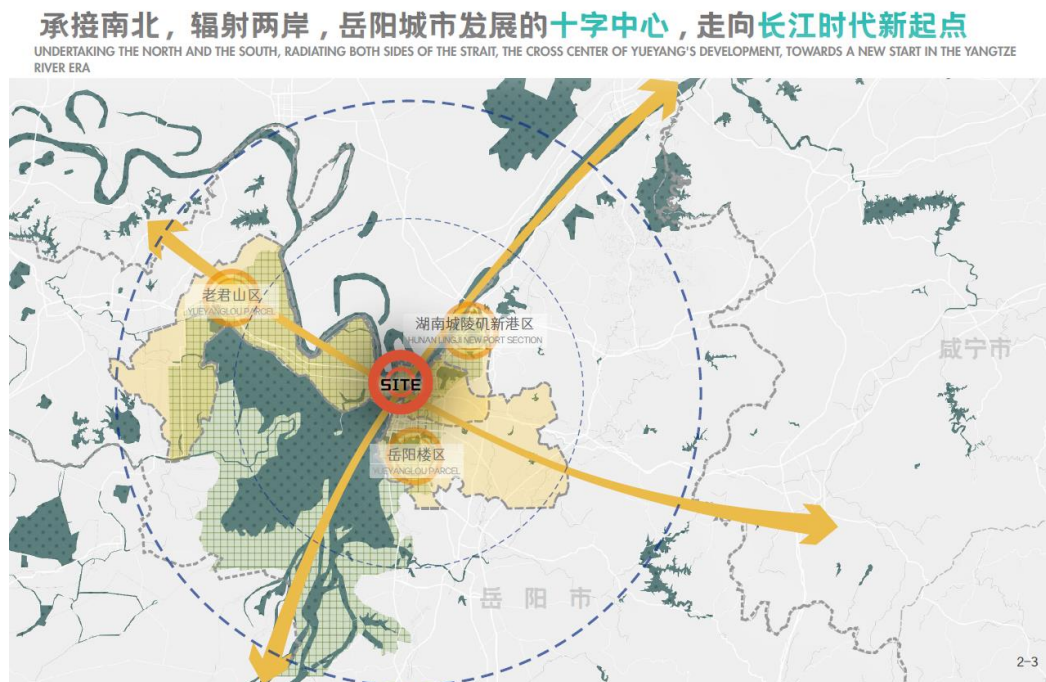 承接南北，辐射两岸，岳阳城市发展的十字中心，走向长江时代新起点
UNDERTAKING THE NORTH AND THE SOUTH, RADIATING BOTH SIDES OF THE STRAIT, THE CROSS CENTER OF YUEYANG'S DEVELOPMENT, TOWARDS A NEW START IN THE YANGTZE
RIVER ERA
老君山区
YUEYANGLOU PARCEL
湖南城陵矶新港区
HUNAN LINGJI NEW PORT SECTION
咸宁市
SITE
岳阳楼区
YUEYANGLOU PARCEL
岳阳市
2-3